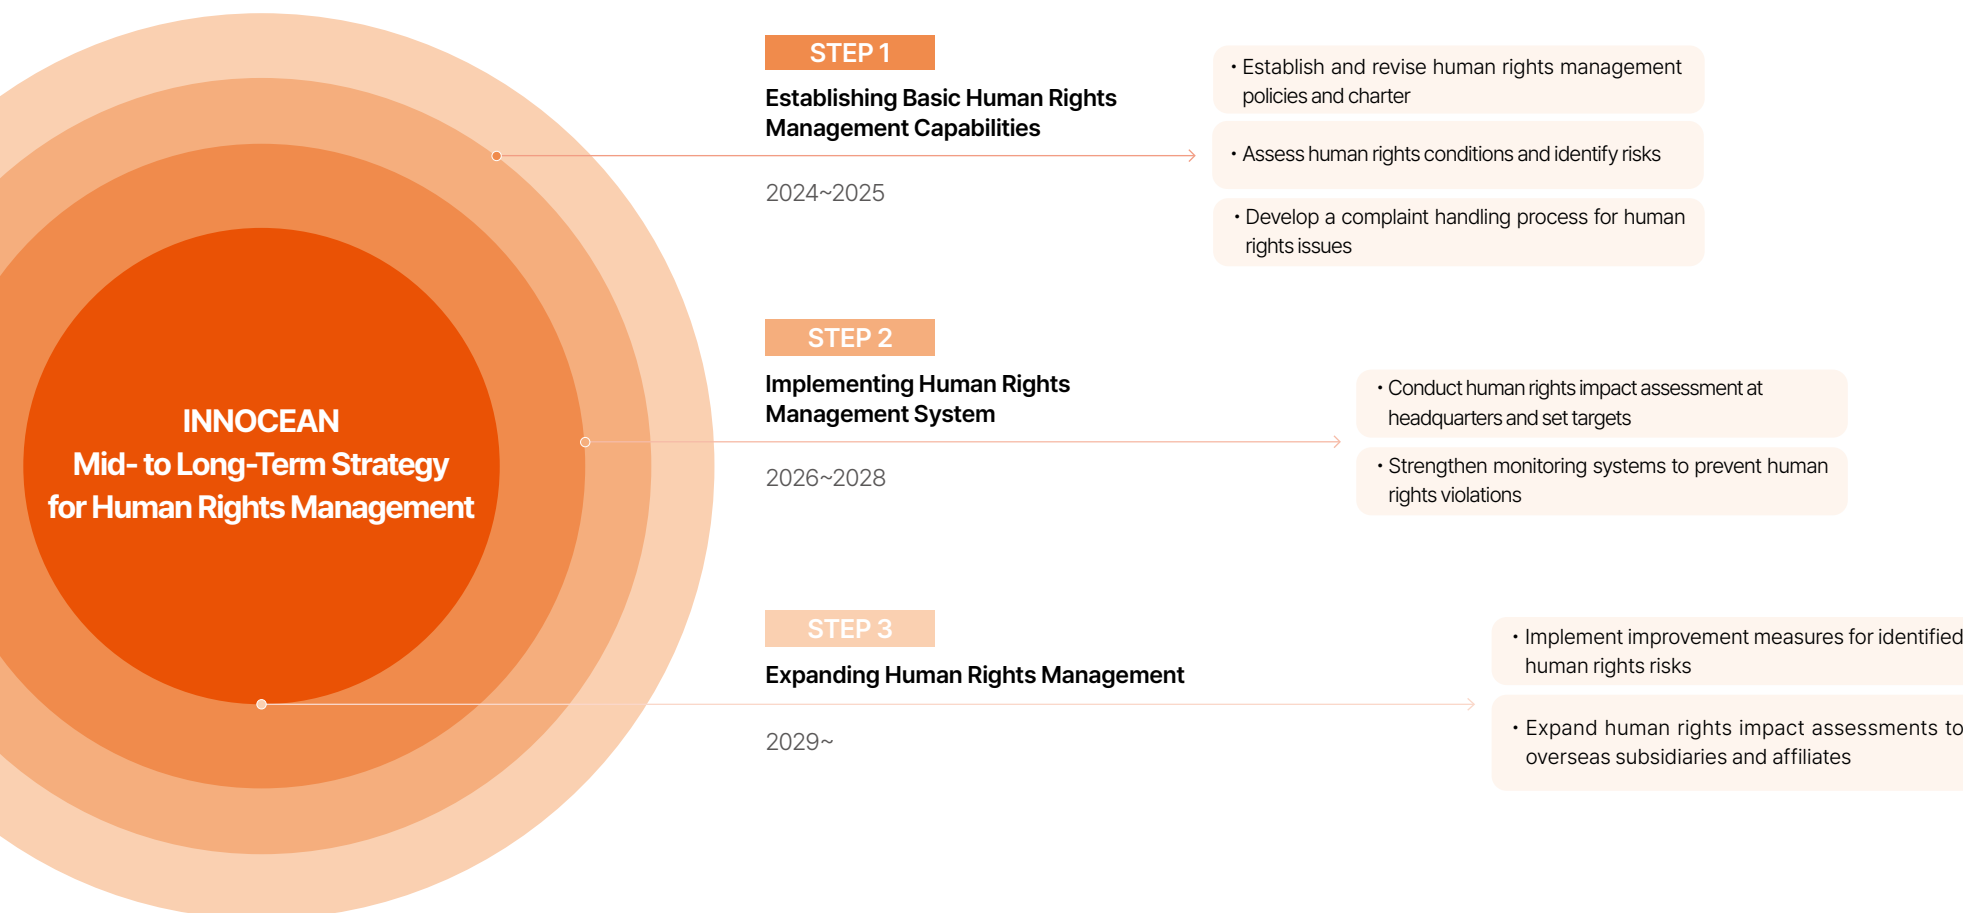 INNOCEAN
Mid- to Long-Term Strategy
for Human Rights Management
STEP 1
Establishing Basic Human Rights
Management Capabilities
2024~2025
• Establish and revise human rights management
policies and charter
• Assess human rights conditions and identify risks
• Develop a complaint handling process for human
rights issues
STEP 2
Implementing Human Rights
Management System
2026~2028
• Conduct human rights impact assessment at
headquarters and set targets
• Strengthen monitoring systems to prevent human
rights violations
STEP 3
Expanding Human Rights Management
2029~
• Implement improvement measures for identified
human rights risks
• Expand human rights impact assessments to
overseas subsidiaries and affiliates